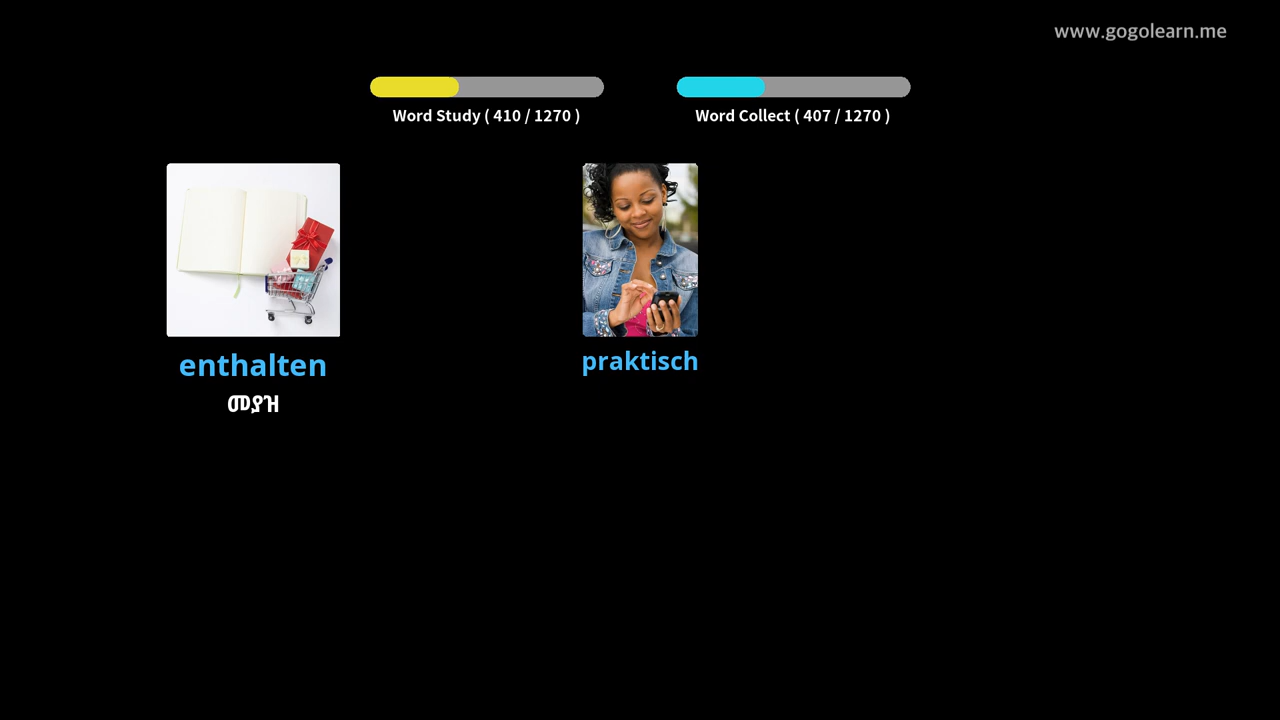 www.gogolearn.me
Word Study ( 410 / 1270 )
Word Collect ( 407 / 1270 )
enthalten
መያዝ
praktisch